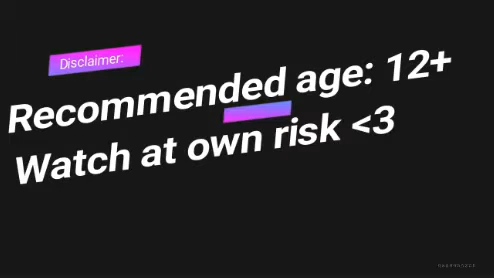 Disclaimer:
Recommended age: 12+
Watch at own risk <3